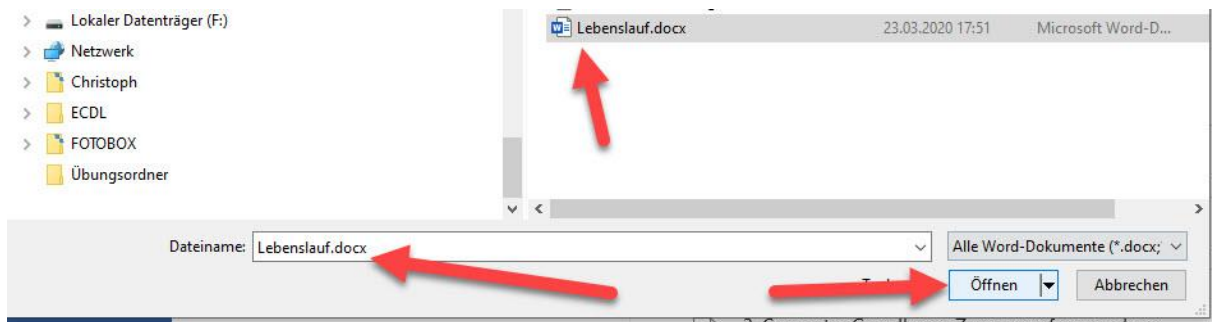 Lokaler Datenträger (F:)
Netzwerk
Christoph
ECDL
FOTOBOX
Übungsordner
Lebenslauf.docx 23.03.2020 17:51 Microsoft Word-D...
Dateiname: Lebenslauf.docx
Alle Word-Dokumente (*.docx;
Öffnen Abbrechen